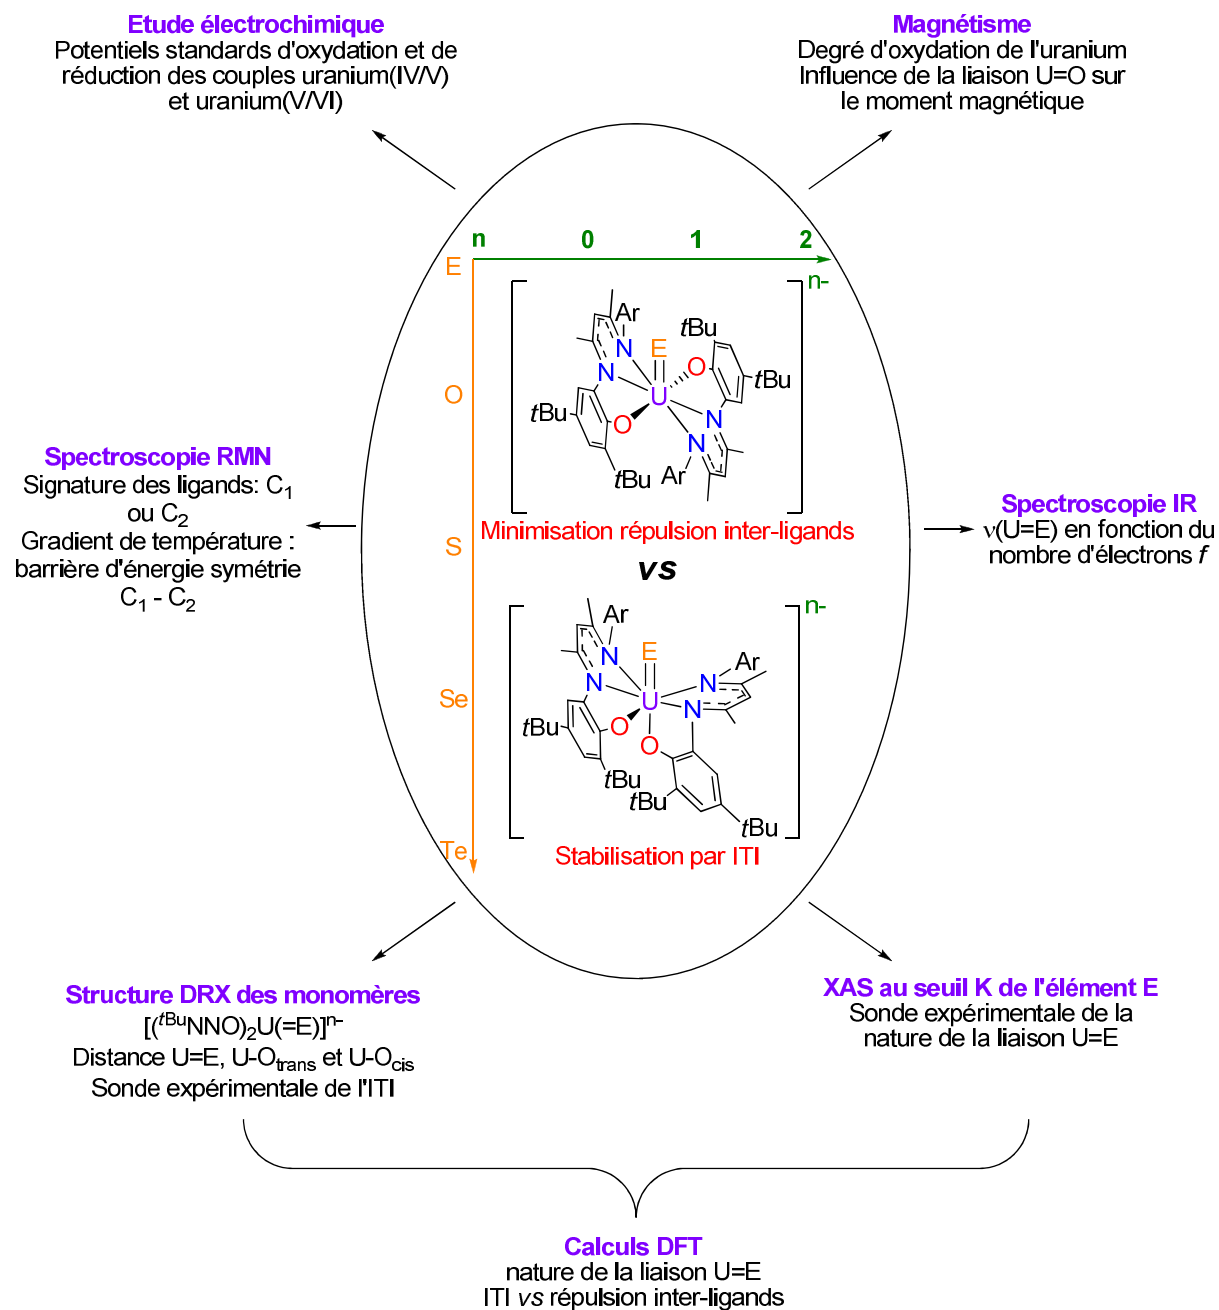 Etude électrochimique
Potentiels standards d'oxydation et de
réduction des couples uranium(IV/V)
et uranium(V/VI)
Magnétisme
Degré d'oxydation de l'uranium
Influence de la liaison U=O sur
le moment magnétique
n 0 1 2
E
O
S
Se
Te
n-
Ar
tBu
N
E
N
O
tBu
U
tBu
O
N
N
tBu
Ar
Minimisation répulsion inter-ligands
vs
n-
Ar
N
E
Ar
N
N
U
N
tBu
O
O
tBu
tBu
tBu
Stabilisation par ITI
Spectroscopie RMN
Signature des ligands: C1
ou C2
Gradient de température :
barrière d'énergie symétrie
C1 - C2
Spectroscopie IR
ν(U=E) en fonction du
nombre d'électrons f
Structure DRX des monomères
[(tBuNNO)2U(=E)]n-
Distance U=E, U-Otrans et U-Ocis
Sonde expérimentale de l'ITI
XAS au seuil K de l'élément E
Sonde expérimentale de la
nature de la liaison U=E
Calculs DFT
nature de la liaison U=E
ITI vs répulsion inter-ligands